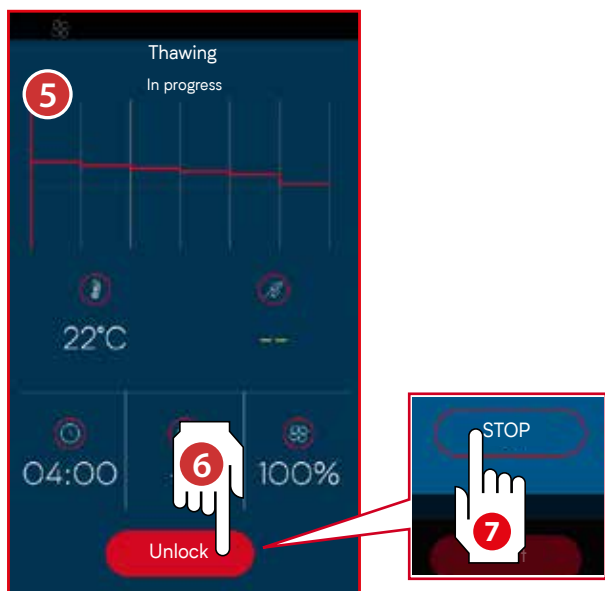 Thawing
In progress
5
22°C
--
04:00
100%
6
Unlock
STOP
7